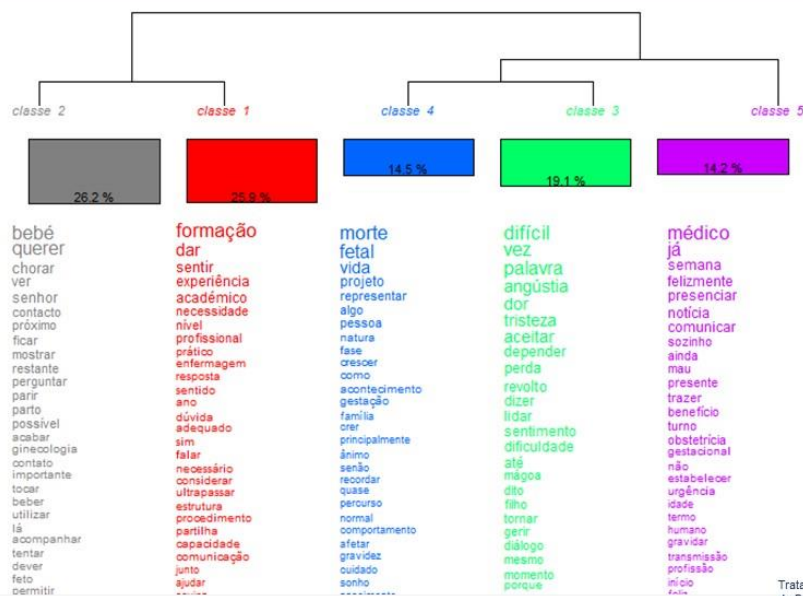 classe 2
classe 1
classe 4
classe 3
classe 5
26.2 %
25.9 %
14.5 %
19.1 %
14.2 %
bebé
querer
chorar
ver
senhor
contacto
próximo
ficar
mostrar
restante
perguntar
parir
parto
possível
acabar
ginecologia
contato
importante
tocar
beber
utilizar
lá
acompanhar
tentar
dever
feto
permitir
formação
dar
sentir
experiência
académico
necessidade
nível
profissional
prático
enfermagem
resposta
sentido
ano
dúvida
adequado
sim
falar
necessário
considerar
ultrapassar
estrutura
procedimento
partilha
capacidade
comunicação
junto
ajudar
morte
fetal
vida
projeto
representar
algo
pessoa
natura
fase
crescer
como
acontecimento
gestação
família
crer
principalmente
ânimo
senão
recordar
quase
percurso
normal
comportamento
afetar
gravidez
cuidado
sonho
difícil
vez
palavra
angústia
dor
tristeza
aceitar
depender
perda
revolto
dizer
lidar
sentimento
dificuldade
até
mágoa
dito
filho
tornar
gerir
diálogo
mesmo
momento
porque
médico
já
semana
felizmente
presenciar
notícia
comunicar
sozinho
ainda
mau
presente
trazer
benefício
turno
obstetrícia
gestacional
não
estabelecer
urgência
idade
termo
humano
gravidar
transmissão
profissão
início
feliz
Trata